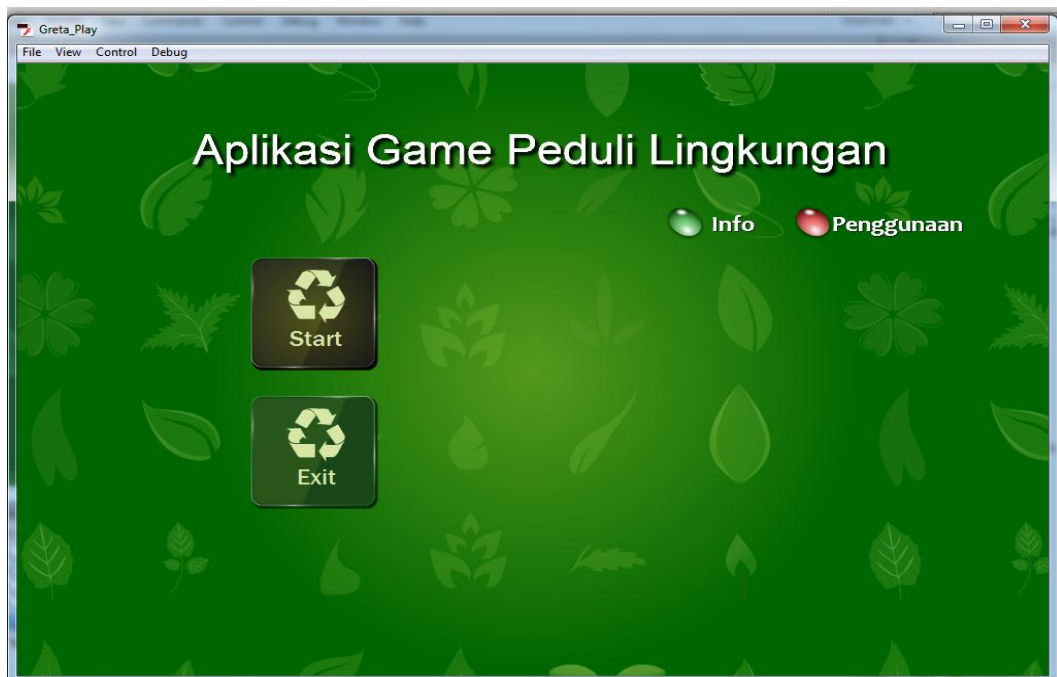 Greta_Play
File View Control Debug
Aplikasi Game Peduli Lingkungan
Info Penggunaan
Start
Exit